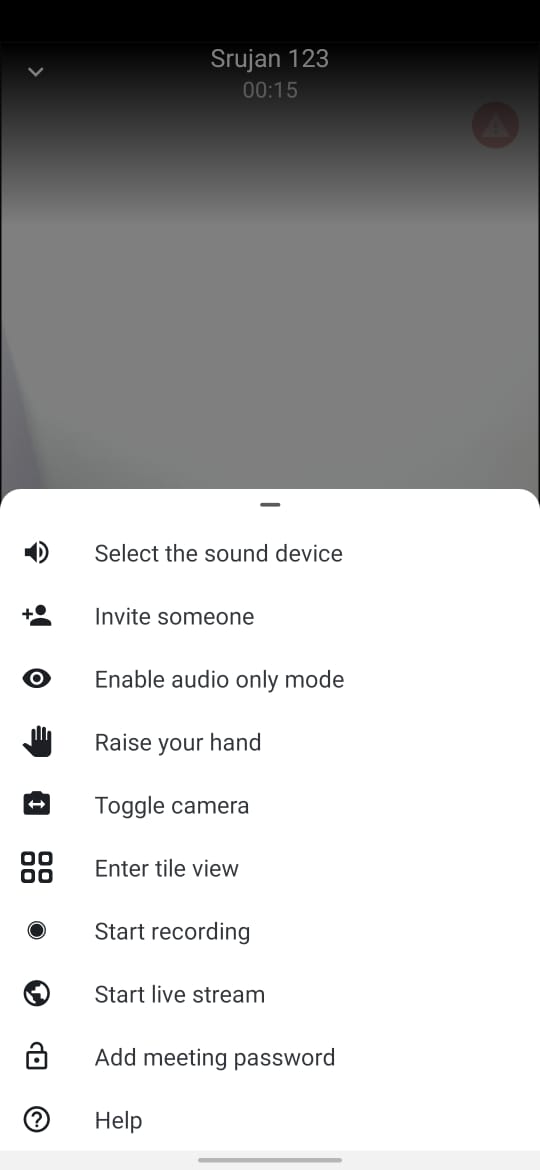 Srujan 123
00:15
Select the sound device
Invite someone
Enable audio only mode
Raise your hand
Toggle camera
Enter tile view
Start recording
Start live stream
Add meeting password
Help